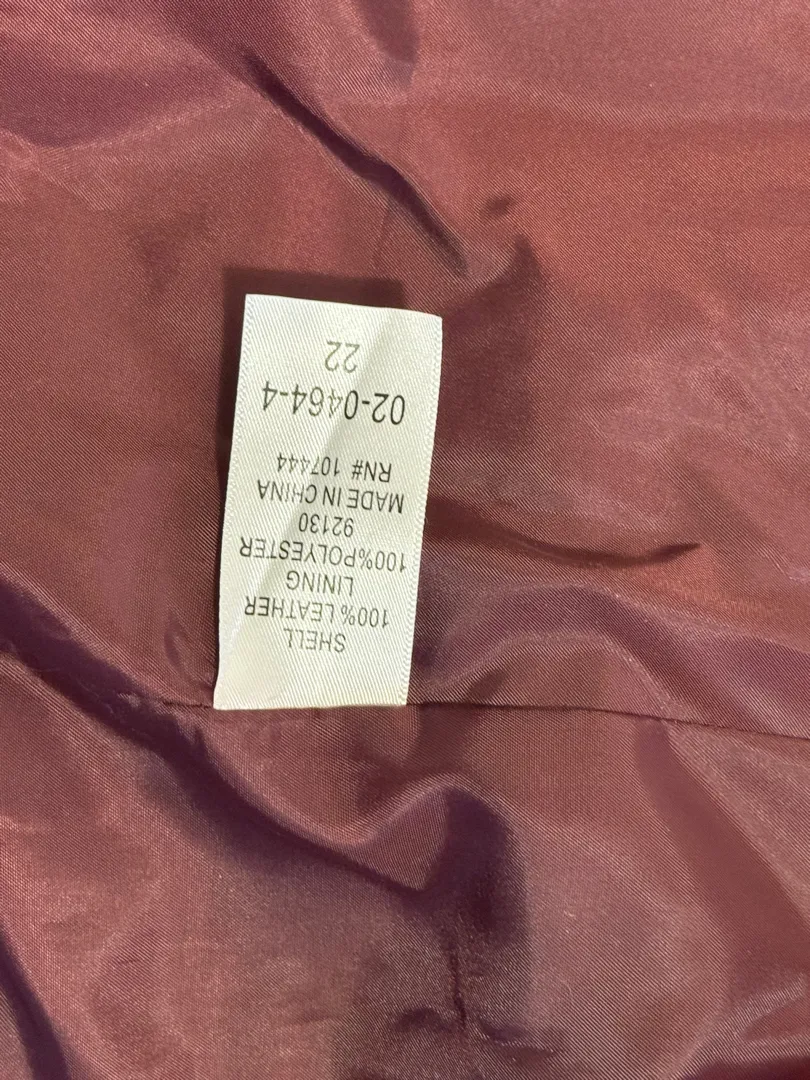 SHELL
100% LEATHER
LINING
100%POLYESTER
92130
MADE IN CHINA
RN# 107444
02-0464-4
22